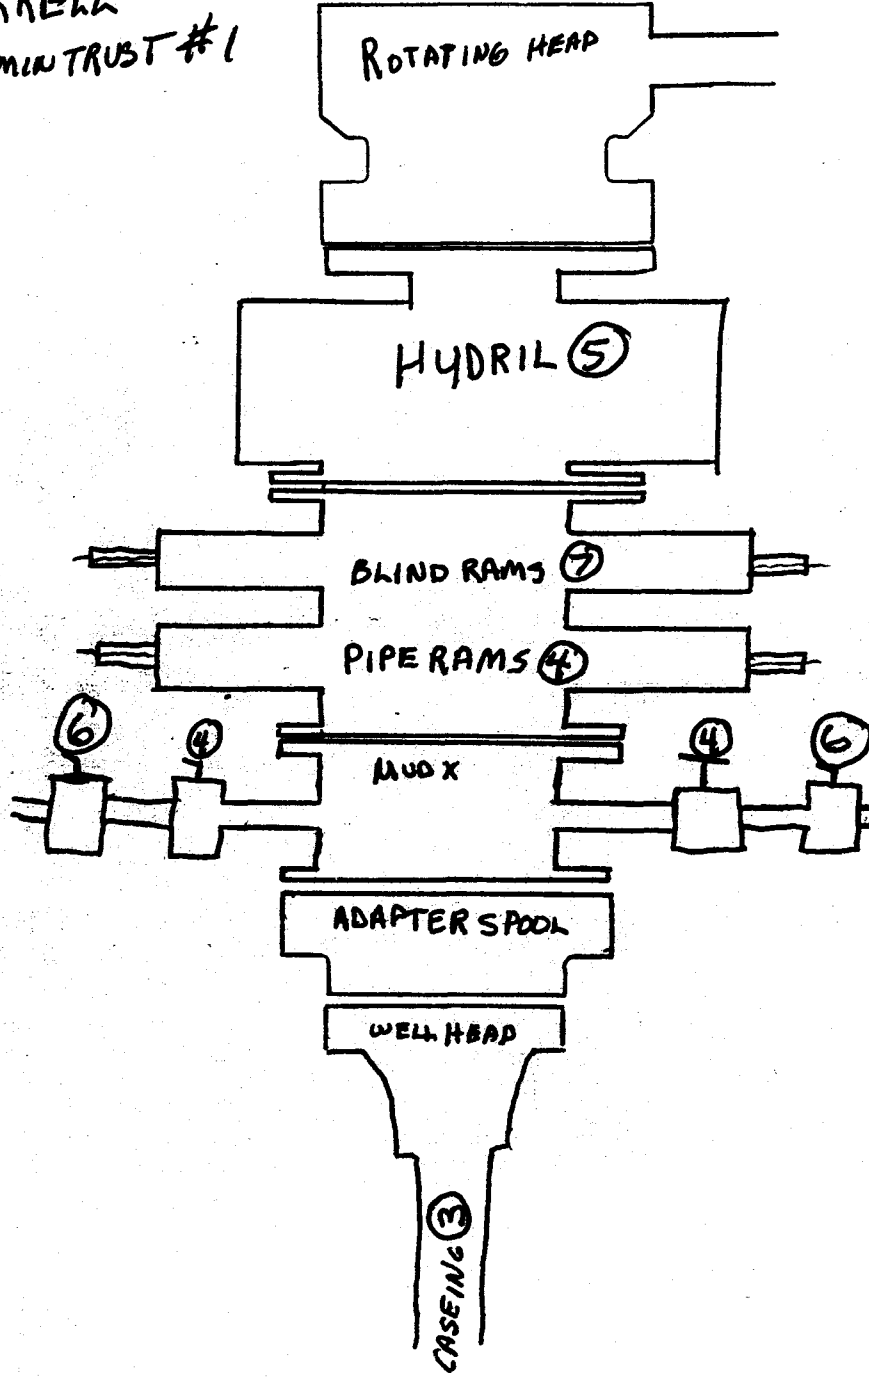 TRUST #1
ROTATING HEAD
HYDRIL 5
BLIND RAMS 7
PIPE RAMS 4
6 4 4 6
MUD X
ADAPTER SPOOL
WELL HEAD
CASEING 3